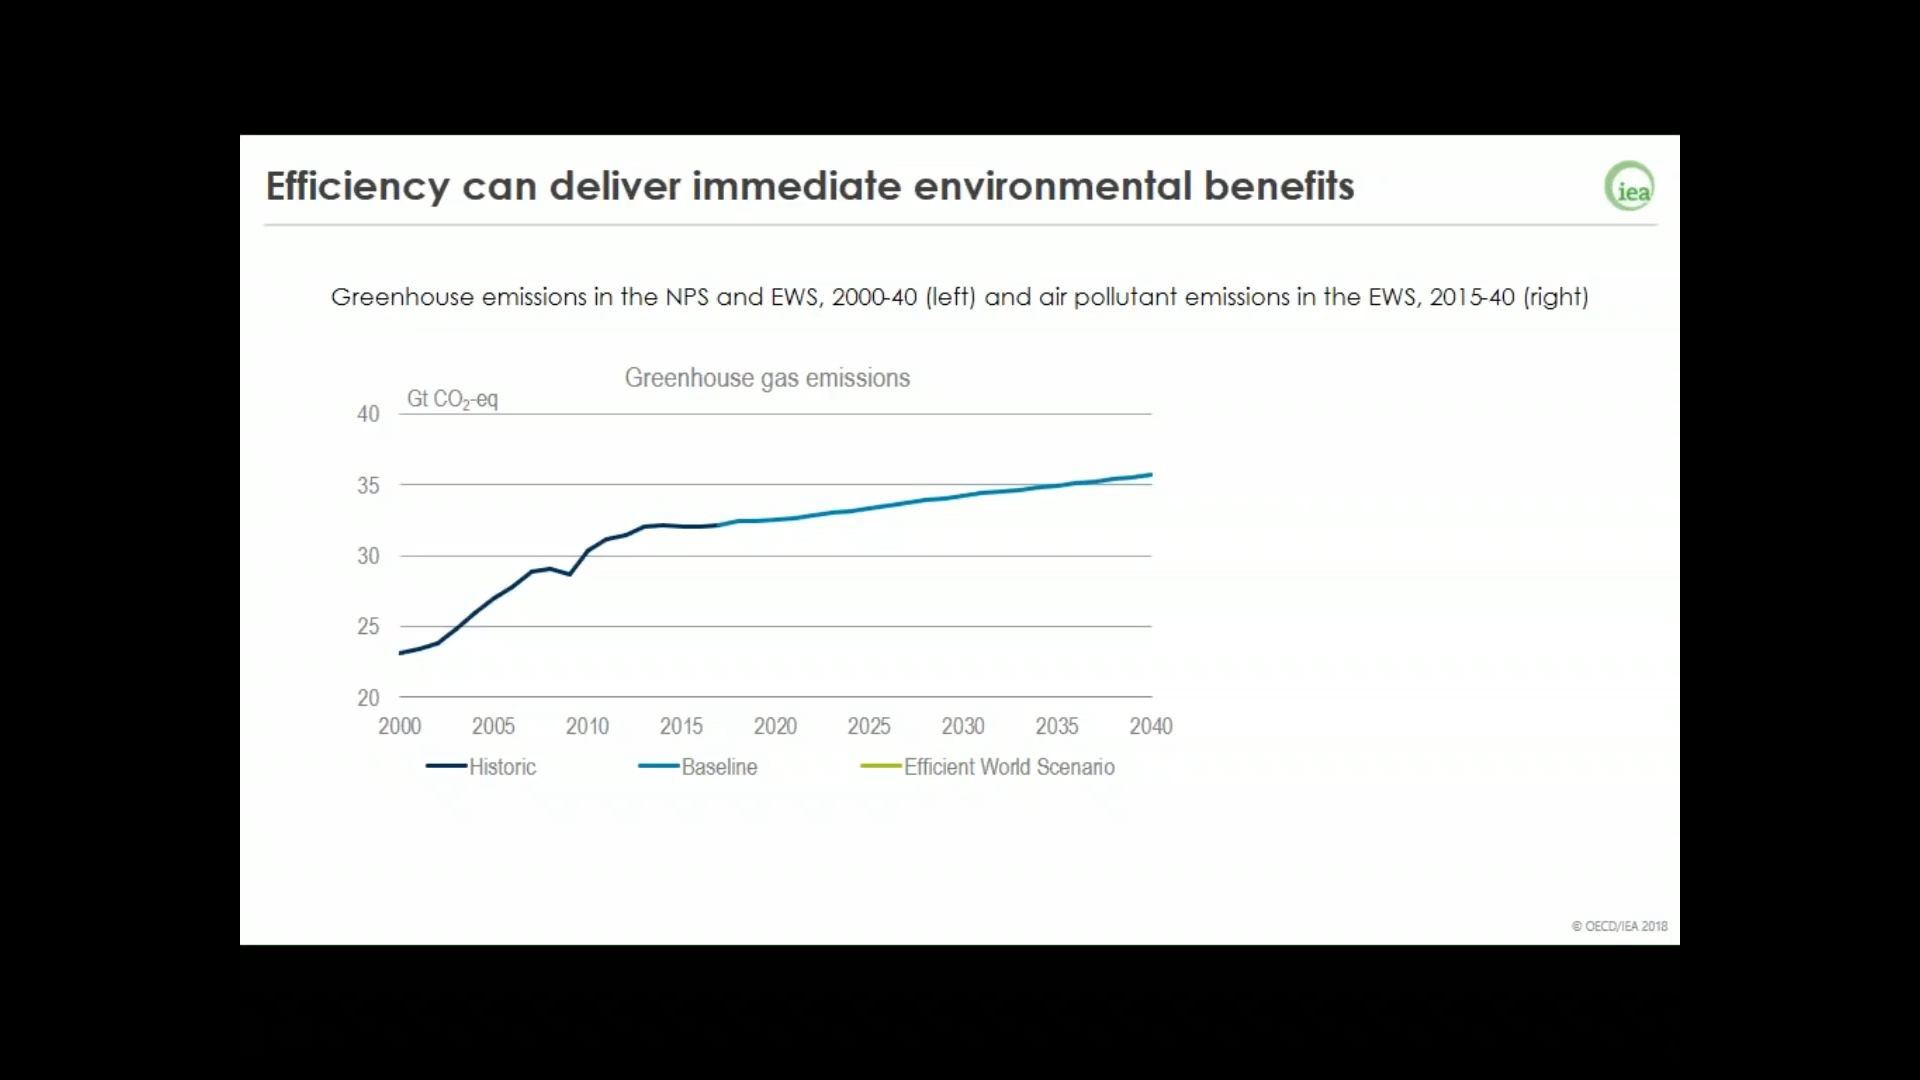 Efficiency can deliver immediate environmental benefits
iea
Greenhouse emissions in the NPS and EWS, 2000-40 (left) and air pollutant emissions in the EWS, 2015-40 (right)
Greenhouse gas emissions
Gt CO₂-eq
40
35
30
25
20
2000 2005 2010 2015 2020 2025 2030 2035 2040
Historic Baseline Efficient World Scenario
© OECD/IEA 2018